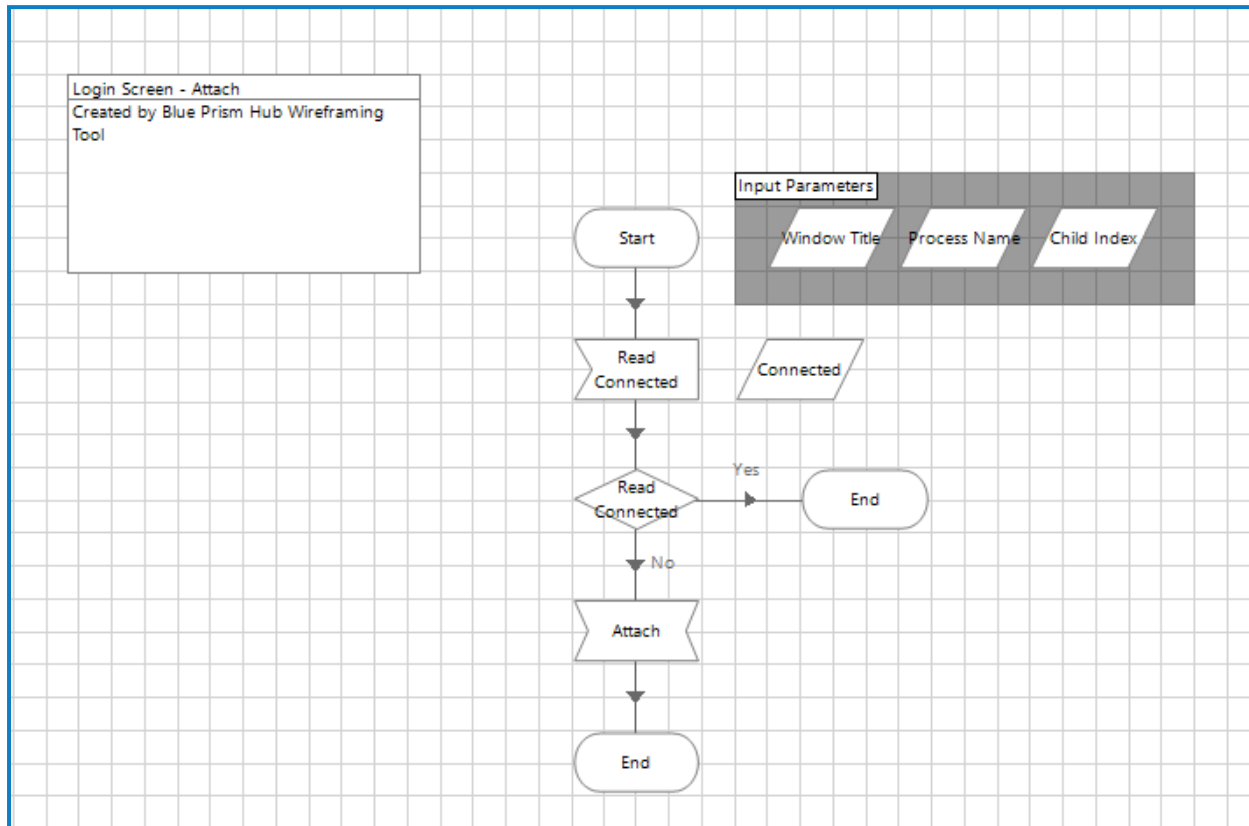 Login Screen - Attach
Created by Blue Prism Hub Wireframing
Tool
Input Parameters
Start
Window Title
Process Name
Child Index
Read
Connected
Connected
Read
Connected
Yes
End
No
Attach
End